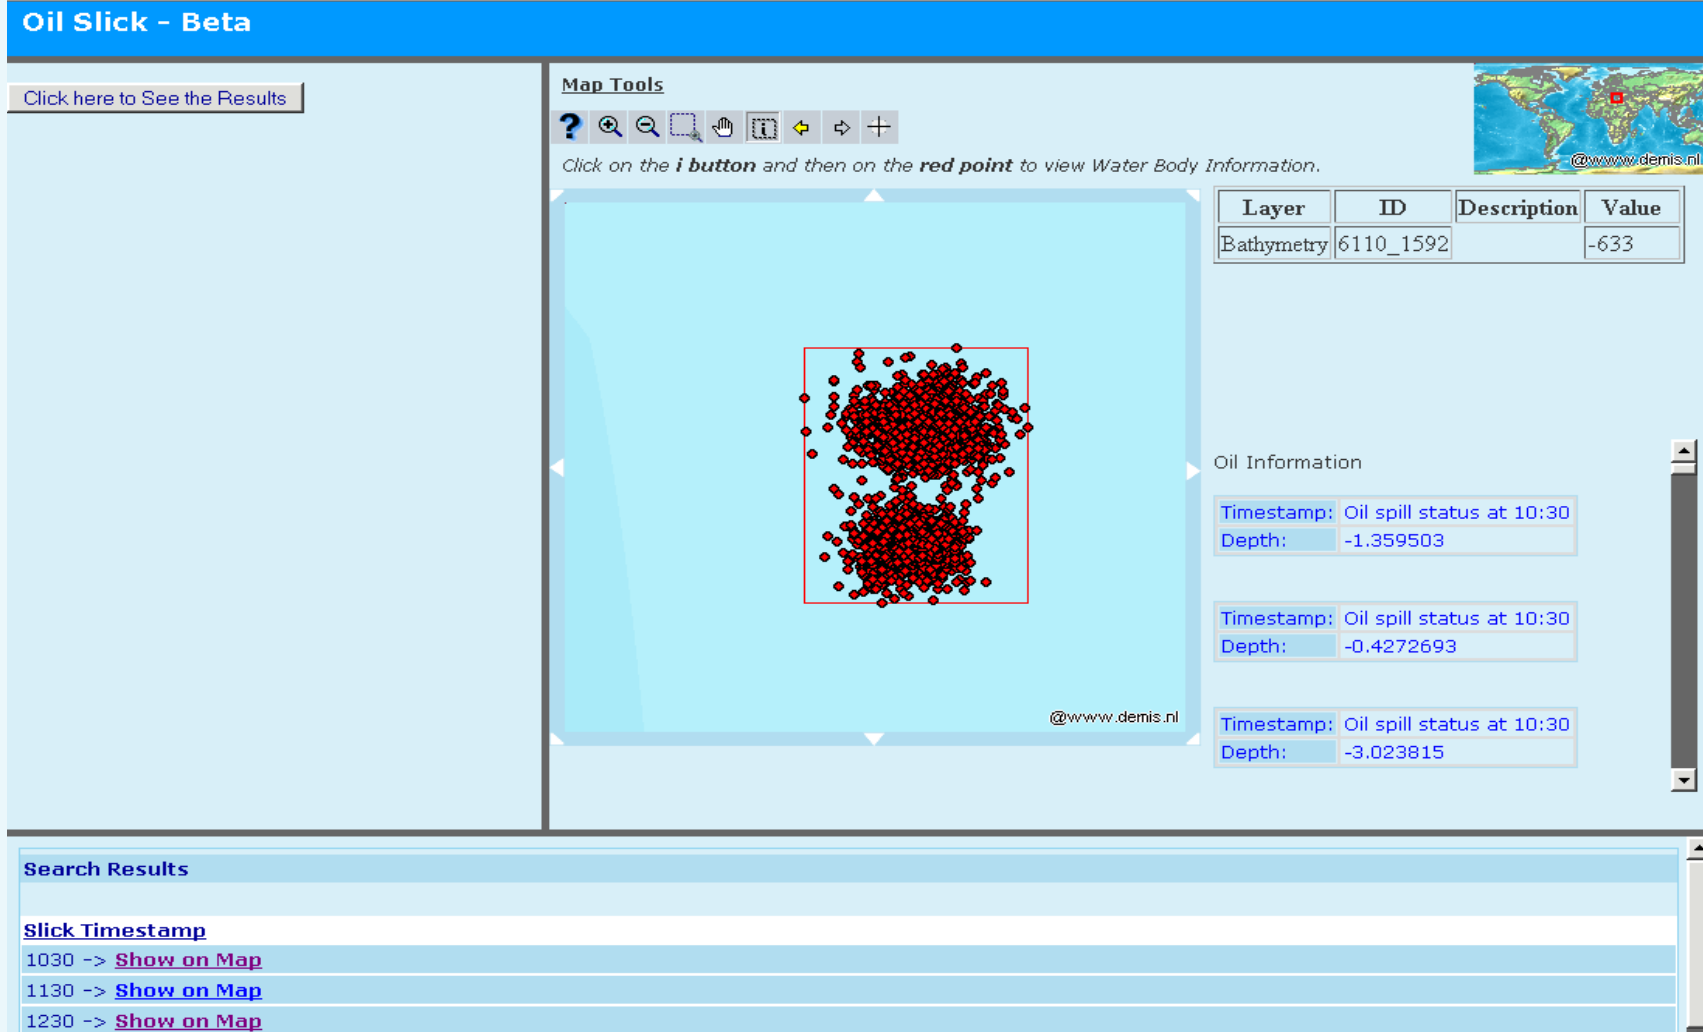 Oil Slick - Beta
Click here to See the Results
Map Tools
?
@wwww.demis.nl
Click on the i button and then on the red point to view Water Body Information.
Layer ID Description Value
Bathymetry 6110_1592 -633
Oil Information
Timestamp: Oil spill status at 10:30
Depth: -1.359503
Timestamp: Oil spill status at 10:30
Depth: -0.4272693
Timestamp: Oil spill status at 10:30
Depth: -3.023815
@wwww.demis.nl
Search Results
Slick Timestamp
1030 -> Show on Map
1130 -> Show on Map
1230 -> Show on Map